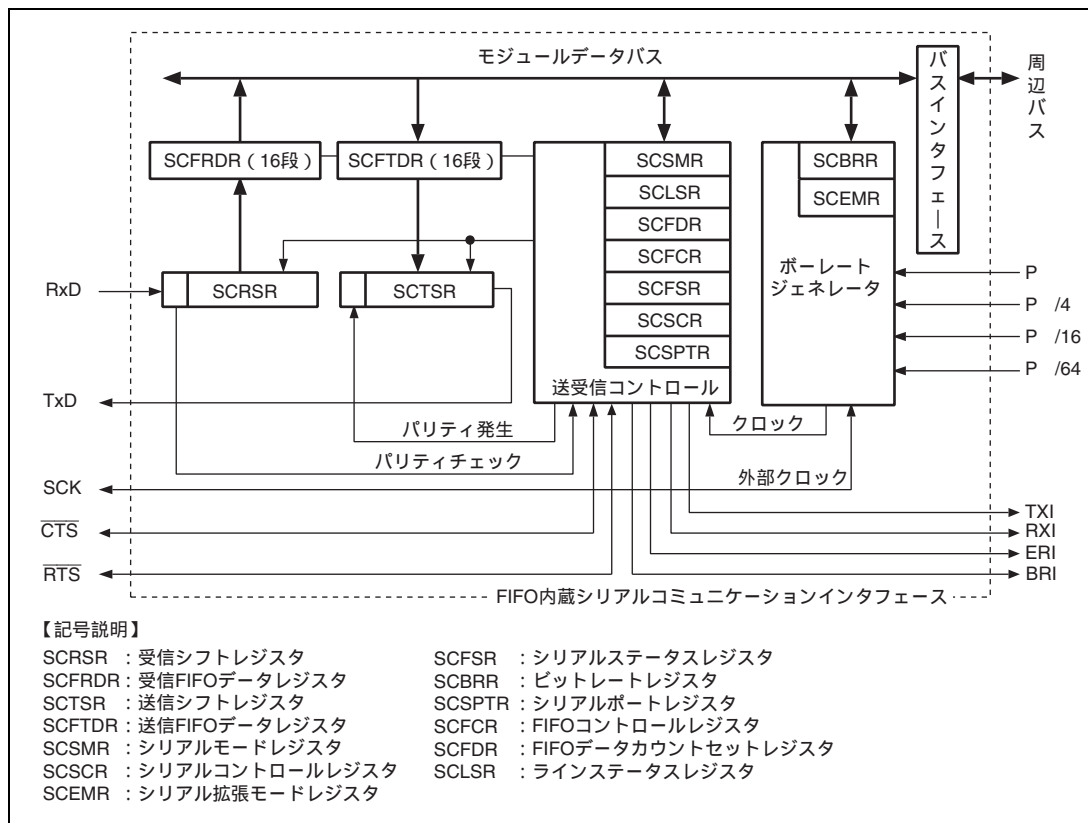 モジュールデータバス
バスインタフェース
周辺バス
SCFRDR(16段)
SCFTDR(16段)
SCSMR
SCLSR
SCFDR
SCFCR
SCFSR
SCSCR
SCSPTR
送受信コントロール
SCBRR
SCEMR
ボーレート
ジェネレータ
RxD
SCRSR
SCTSR
P
P /4
P /16
P /64
TxD
パリティ発生
パリティチェック
クロック
外部クロック
SCK
CTS
RTS
TXI
RXI
ERI
BRI
FIFO内蔵シリアルコミュニケーションインタフェース
【記号説明】
SCRSR :受信シフトレジスタ
SCFRDR:受信FIFOデータレジスタ
SCTSR :送信シフトレジスタ
SCFTDR:送信FIFOデータレジスタ
SCSMR :シリアルモードレジスタ
SCSCR :シリアルコントロールレジスタ
SCEMR :シリアル拡張モードレジスタ
SCFSR :シリアルステータスレジスタ
SCBRR :ビットレートレジスタ
SCSPTR:シリアルポートレジスタ
SCFCR :FIFOコントロールレジスタ
SCFDR :FIFOデータカウントセットレジスタ
SCLSR :ラインステータスレジスタ